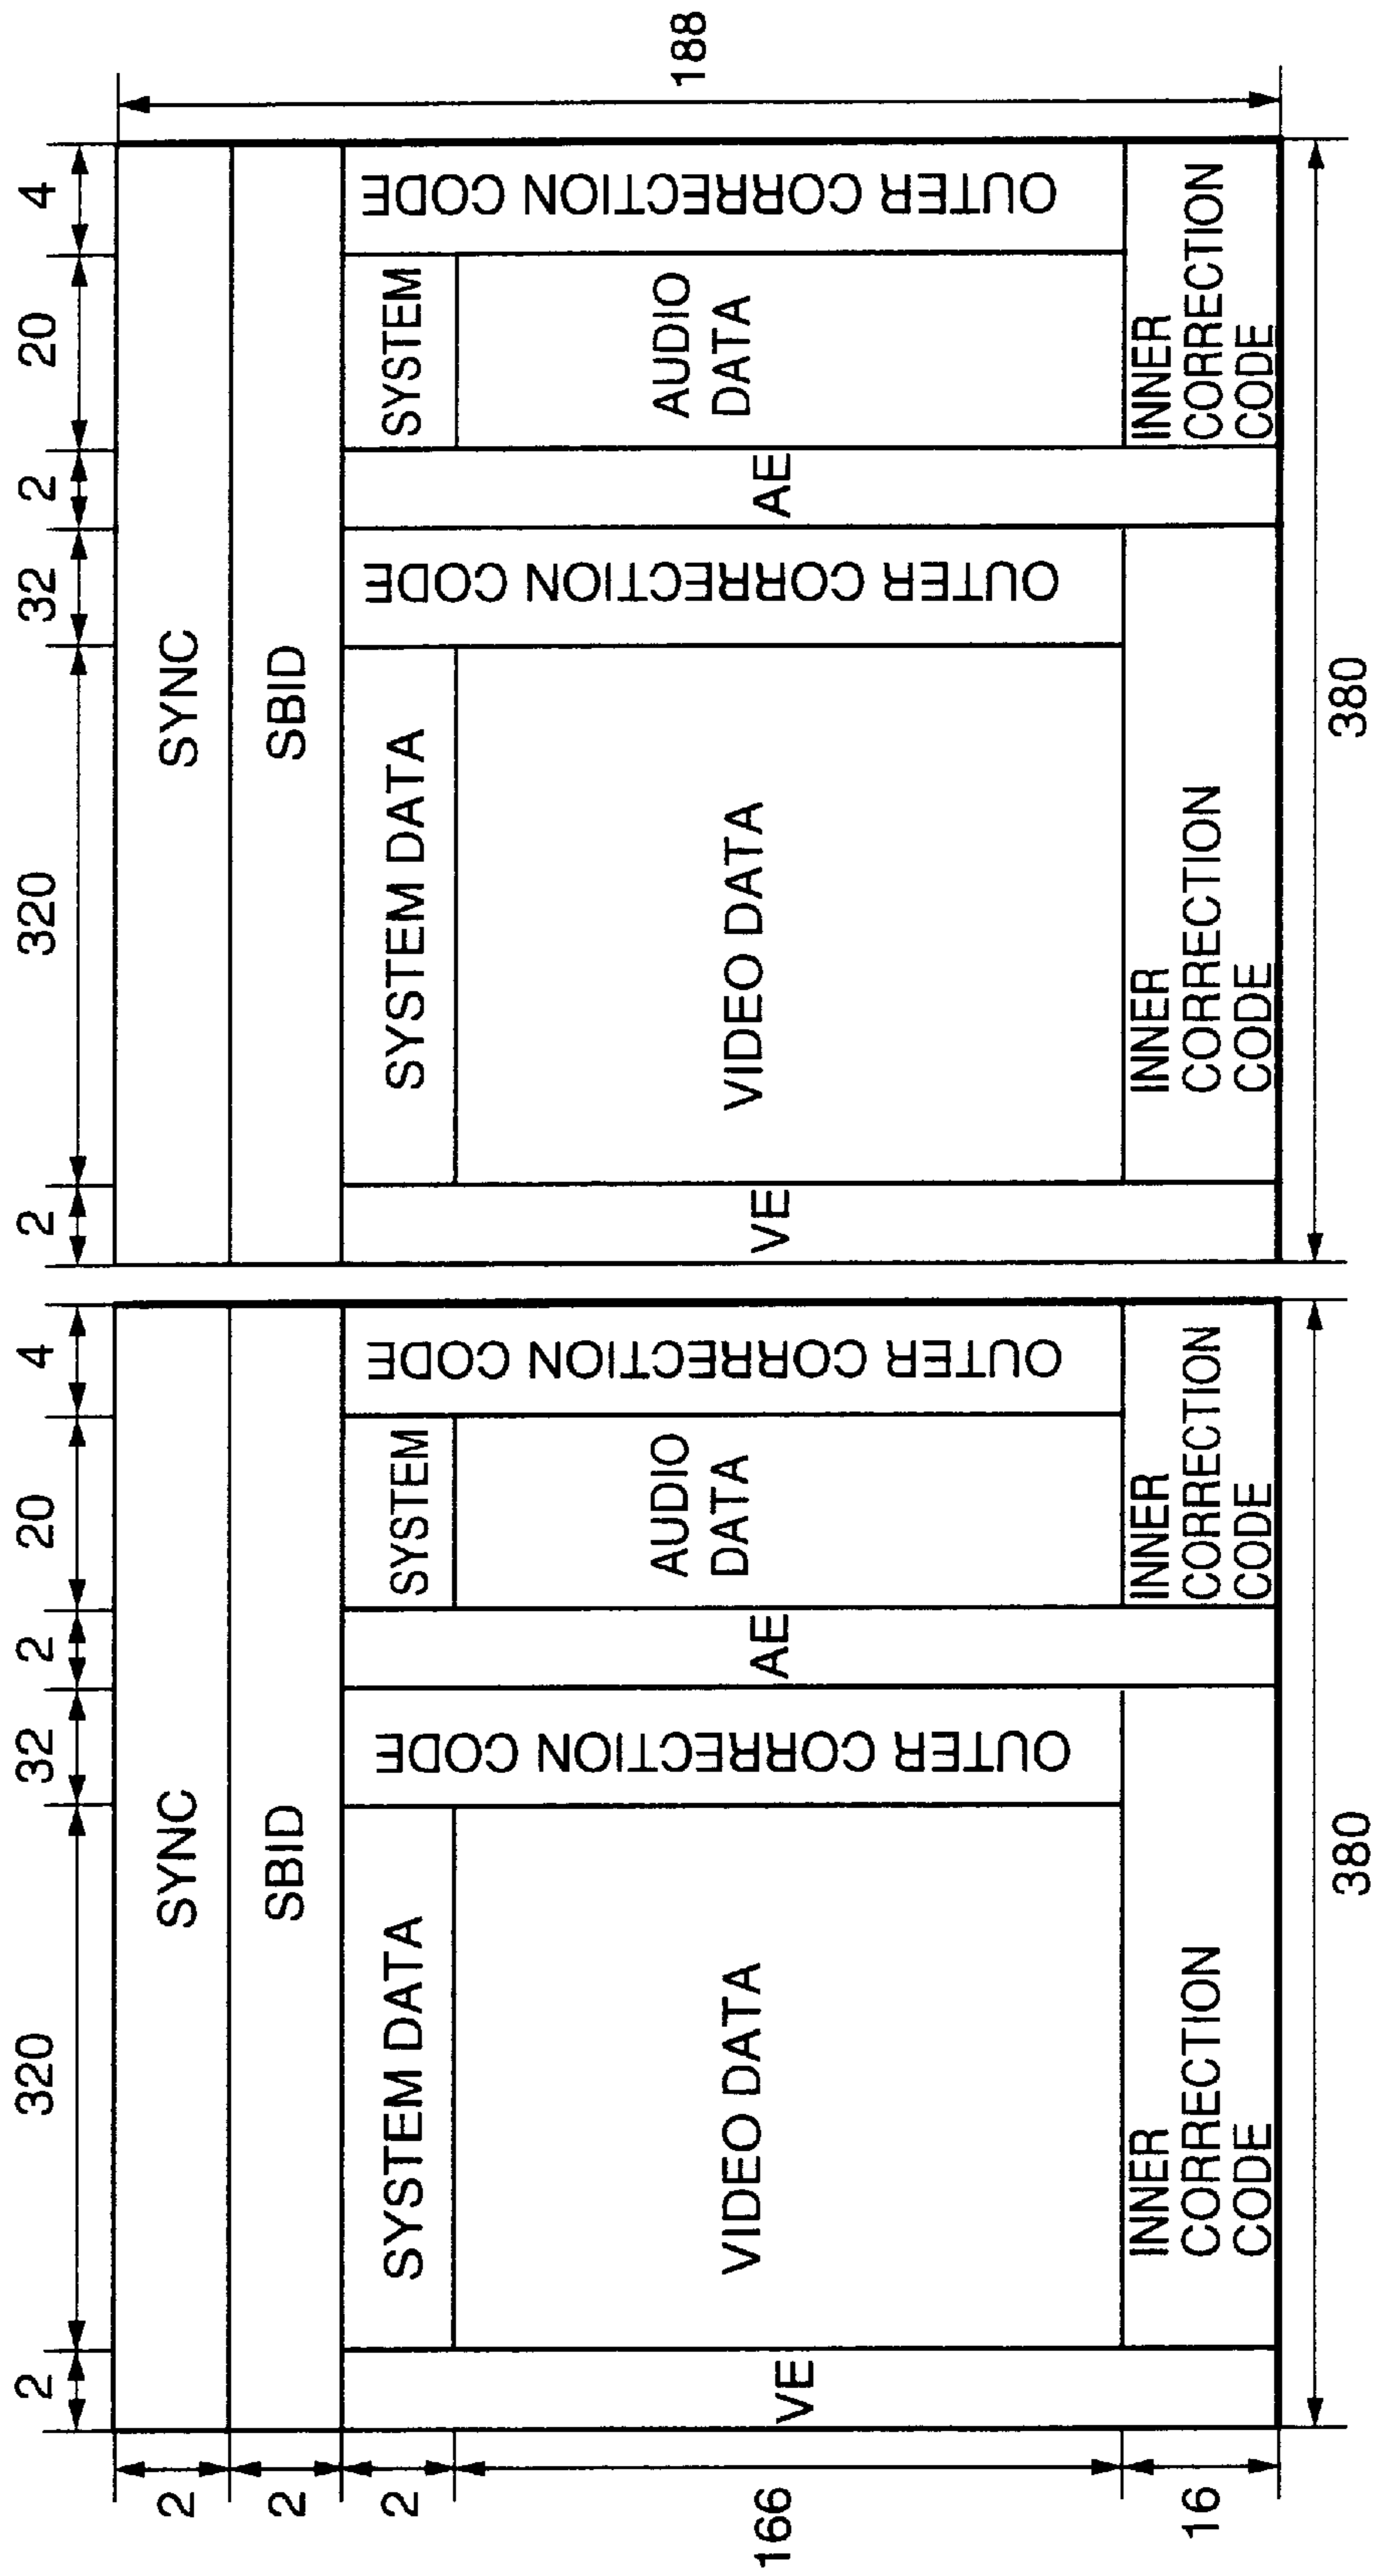 2
320
32
2
20
4
2
320
32
2
20
4
2
SYNC
SYNC
2
SBID
SBID
2
SYSTEM DATA
OUTER CORRECTION CODE
SYSTEM
OUTER CORRECTION CODE
SYSTEM DATA
OUTER CORRECTION CODE
SYSTEM
OUTER CORRECTION CODE
166
VE
VIDEO DATA
AE
AUDIO
DATA
VE
VIDEO DATA
AE
AUDIO
DATA
188
16
INNER
CORRECTION
CODE
INNER
CORRECTION
CODE
INNER
CORRECTION
CODE
INNER
CORRECTION
CODE
380
380